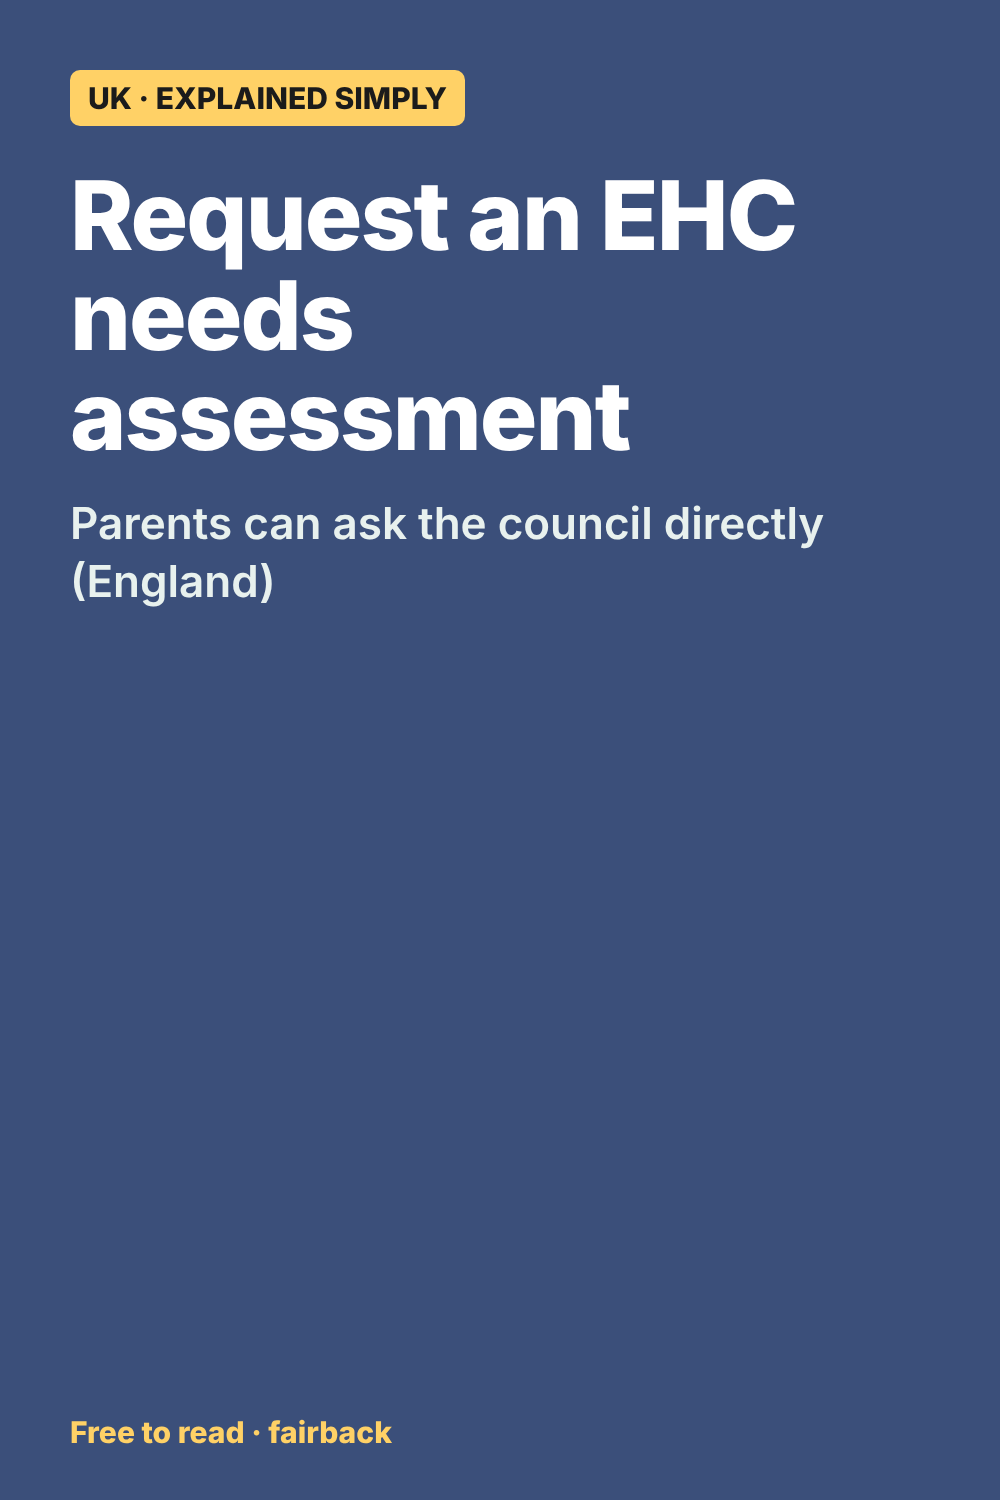 UK · EXPLAINED SIMPLY
Request an EHC
needs
assessment
Parents can ask the council directly
(England)
Free to read · fairback